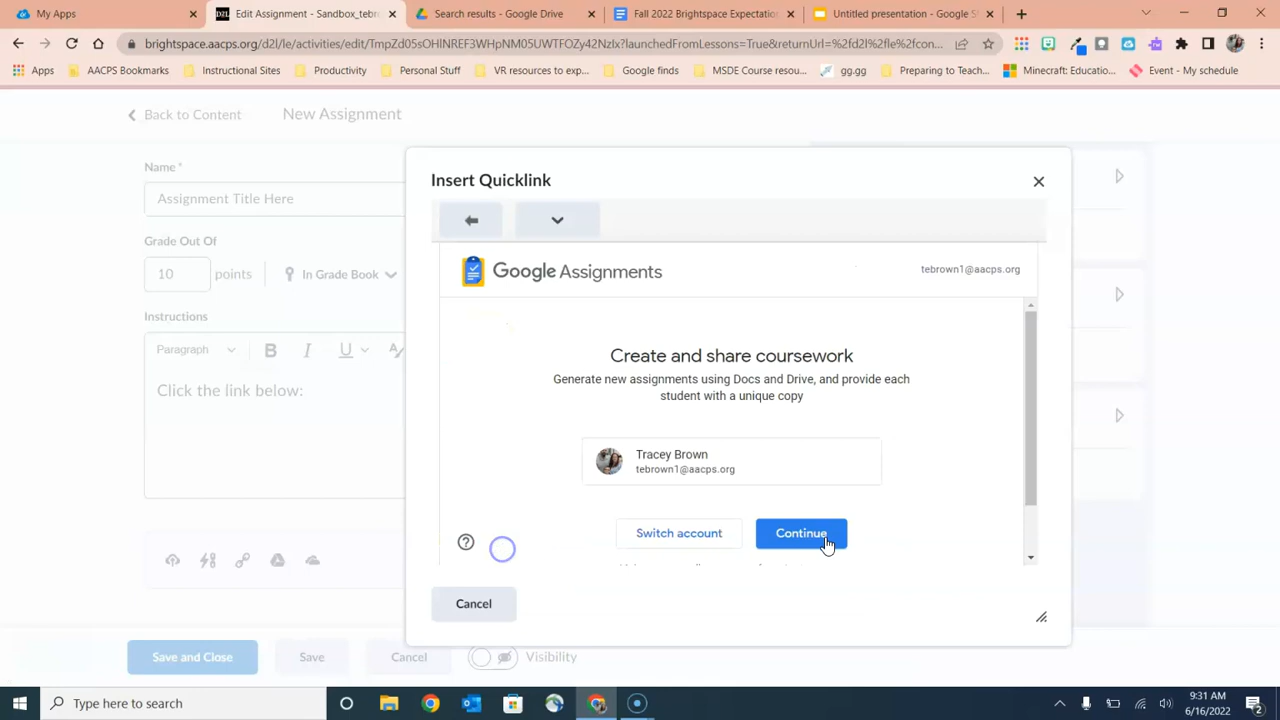 My Apps
D2L
Edit Assignment - Sandbox_tebr
Search results - Google Drive
Fall 2022 Brightspace Expectation
Untitled presentation - Google S
brightspace.aacps.org/d2l/le/activities/edit/TmpZd05sOHlNEF3WHpNM05UWTFOZy42NzIx?launchedFromLessons=True&returnUrl=%2fd2l%2fle%2fcon...
Apps
AACPS Bookmarks
Instructional Sites
Productivity
Personal Stuff
VR resources to exp...
Google finds
MSDE Course resou...
gg.gg
Preparing to Teach...
Minecraft: Educatio...
Event - My schedule
Back to Content
New Assignment
Name *
Assignment Title Here
Grade Out Of
10 points
In Grade Book
Instructions
Paragraph
B I U A
Click the link below:
Insert Quicklink
Google Assignments
tebrown1@aacps.org
Create and share coursework
Generate new assignments using Docs and Drive, and provide each
student with a unique copy
Tracey Brown
tebrown1@aacps.org
Switch account
Continue
Cancel
Save and Close
Save
Cancel
Visibility
Type here to search
9:31 AM
6/16/2022
2